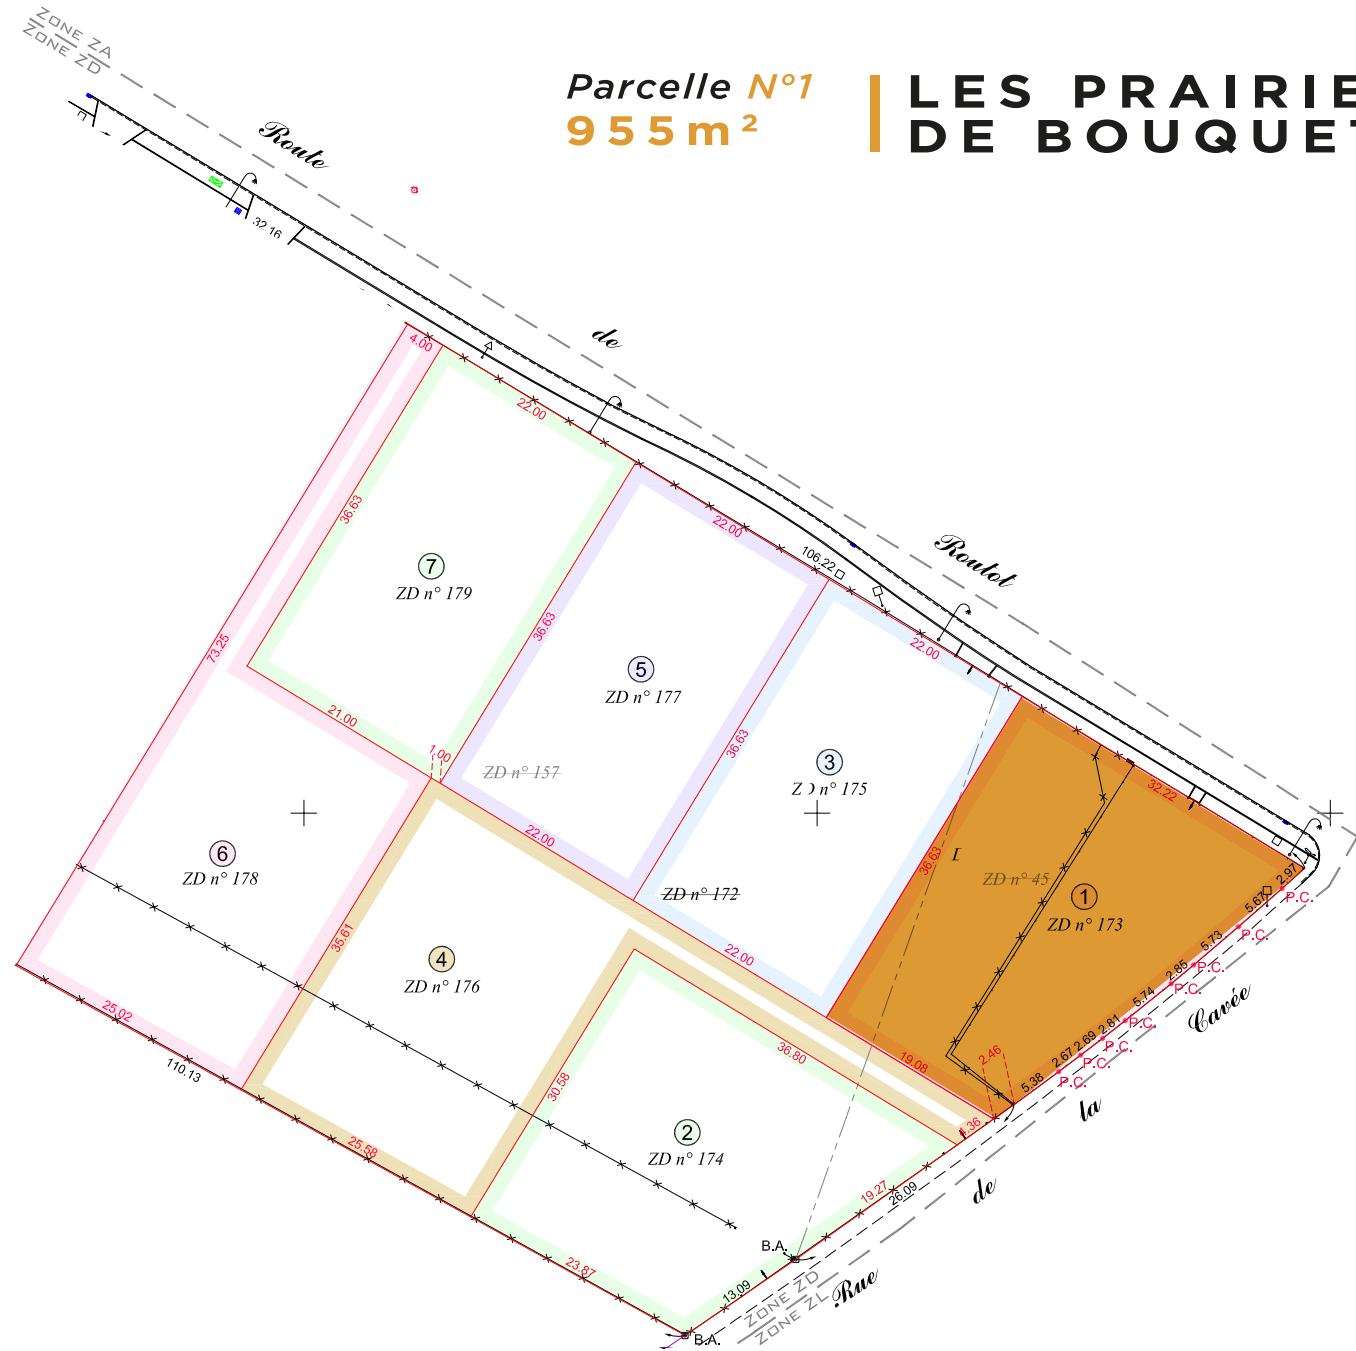 ZONE ZA
ZONE ZD
Parcelle N°1
955m²
LES PRAIRIE
DE BOUQUET
Route
32.16
de
4.00
22.00
36.63
7
ZD n° 179
22.00
106.22
Routot
73.25
36.63
5
ZD n° 177
22.00
21.00
1.00
ZD n° 157
36.63
3
n° 175
32.22
6
ZD n° 178
22.00
ZD n° 172
36.63
ZD n° 45
1
ZD n° 173
2.97
P.C.
5.67
P.C.
5.73
P.C.
2.85
P.C.
5.74
P.C.
2.81
P.C.
2.69
P.C.
2.67
P.C.
5.38
2.46
Cavée
35.61
4
ZD n° 176
22.00
25.02
110.13
36.80
19.08
30.58
2
ZD n° 174
4.36
la
25.58
19.27
26.09
de
23.87
B.A.
13.09
ZONE ZD
ZONE ZL
Rue
B.A.